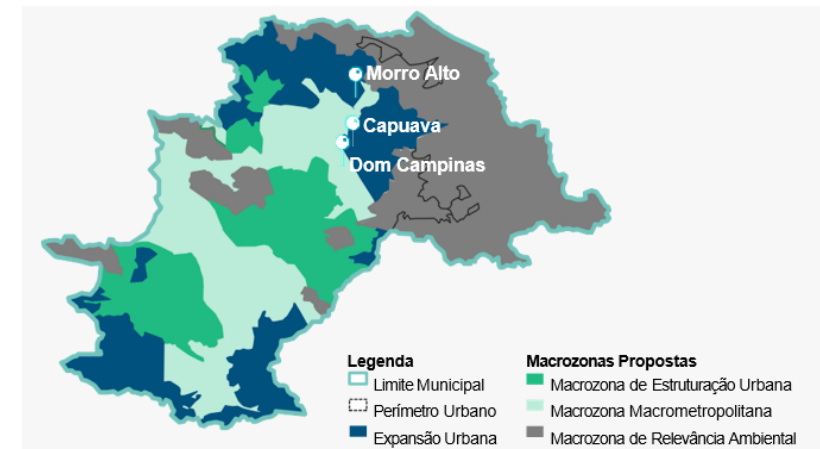 Morro Alto
Capuava
Dom Campinas
Legenda
Limite Municipal
Perímetro Urbano
Expansão Urbana
Macrozonas Propostas
Macrozona de Estruturação Urbana
Macrozona Macrometropolitana
Macrozona de Relevância Ambiental